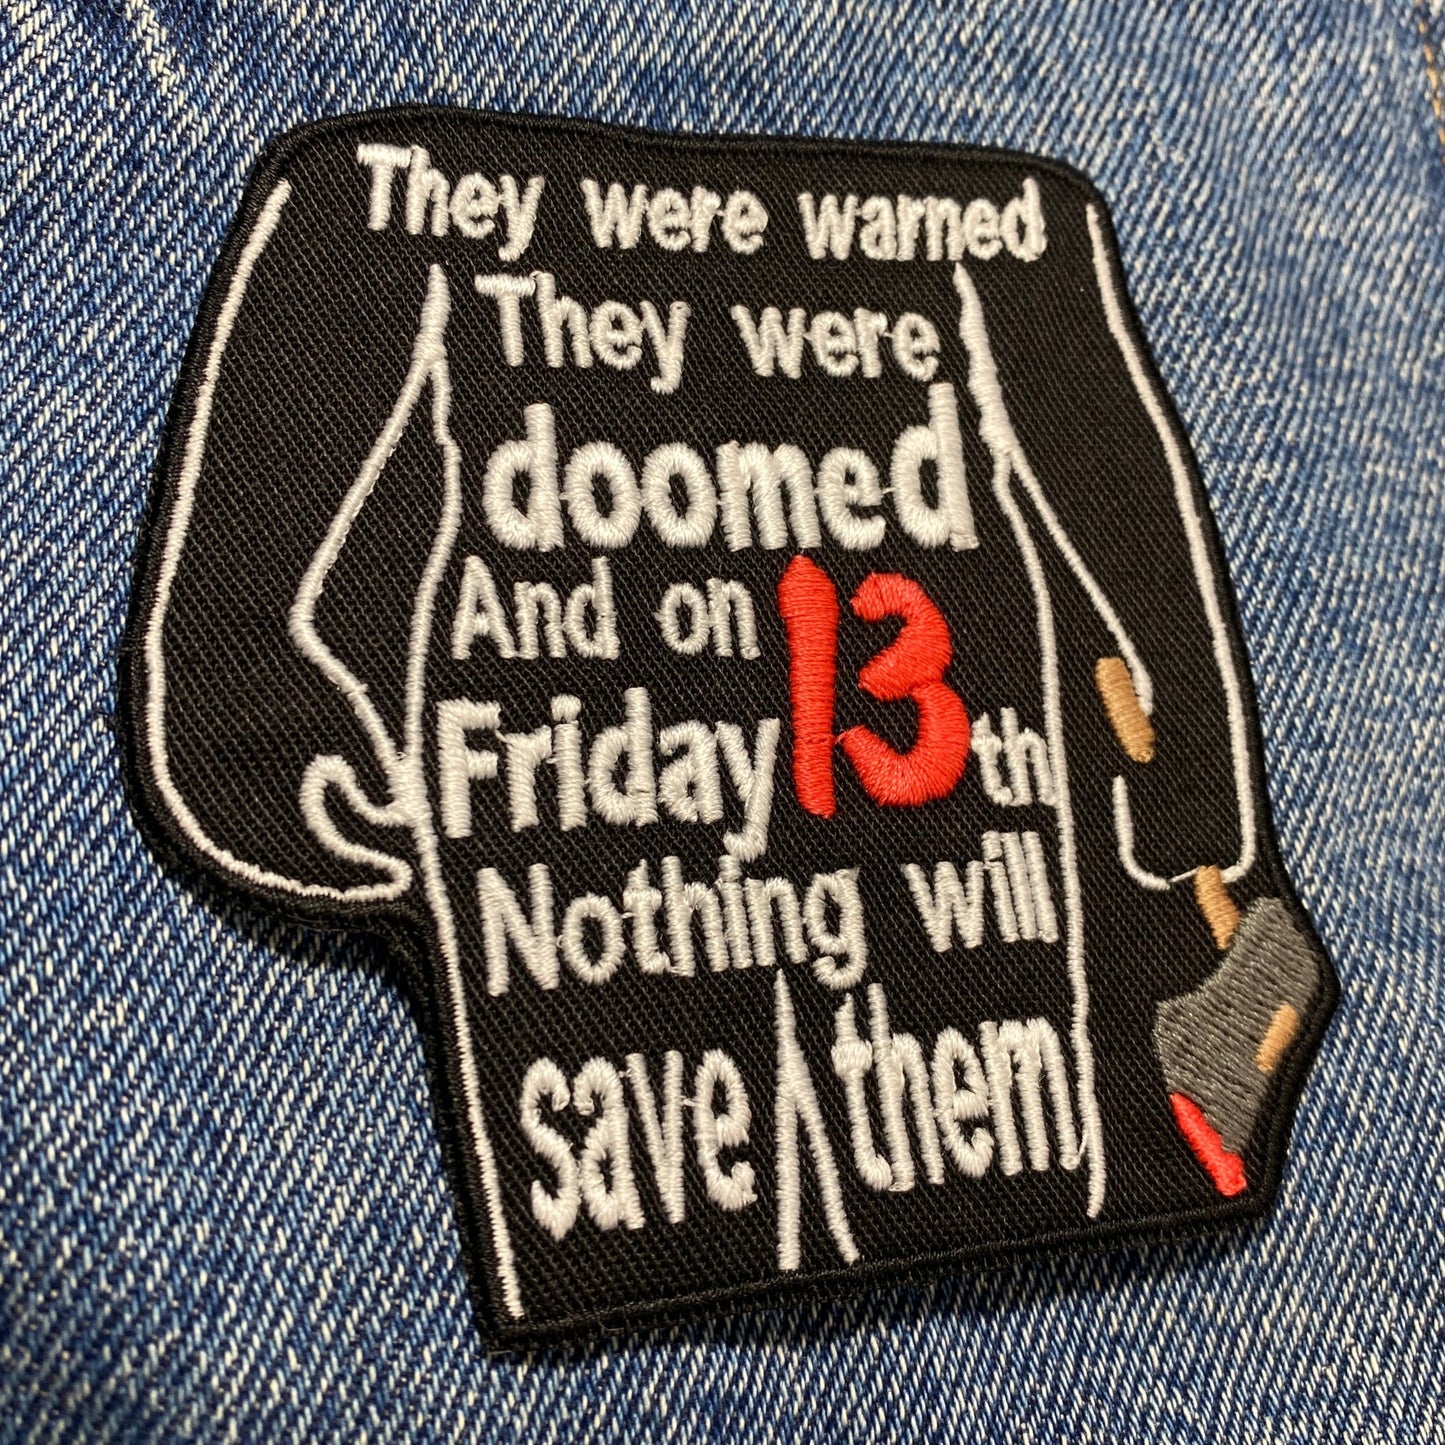 They were warned
They were
doomed
And on
Friday 13th
Nothing will
save them